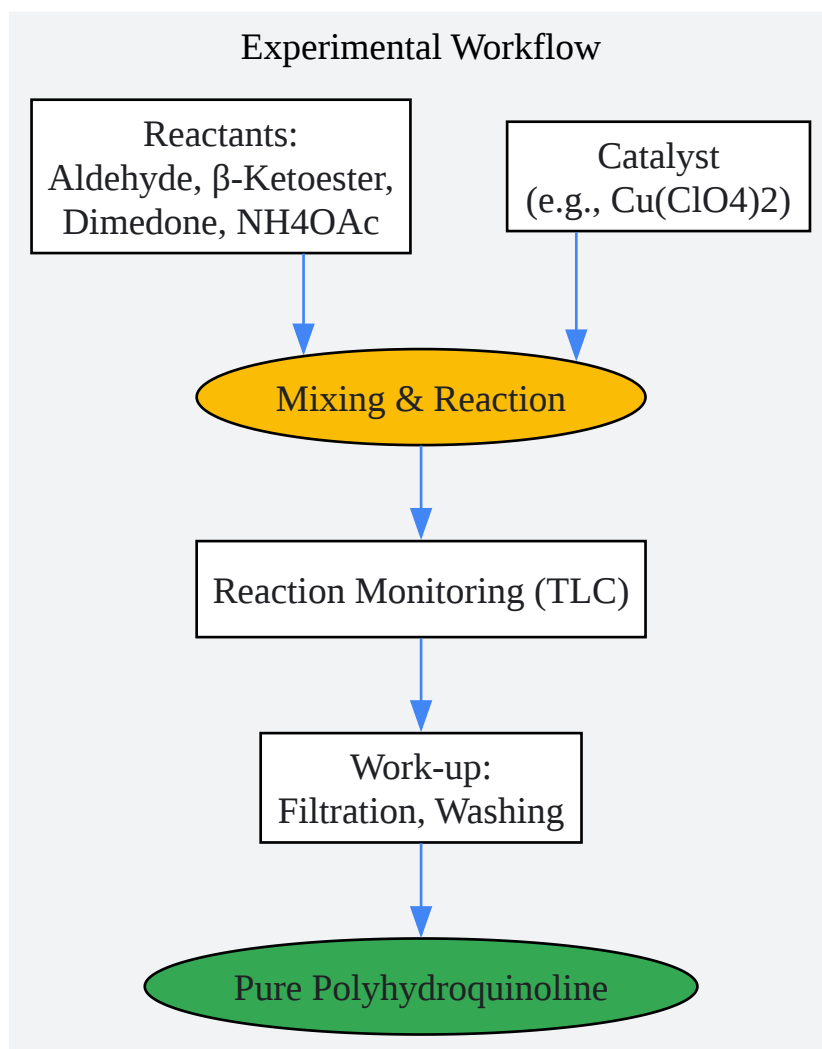 Experimental Workflow
Reactants:
Aldehyde, β-Ketoester,
Dimedone, NH4OAc
Catalyst
(e.g., Cu(ClO4)2)
Mixing & Reaction
Reaction Monitoring (TLC)
Work-up:
Filtration, Washing
Pure Polyhydroquinoline